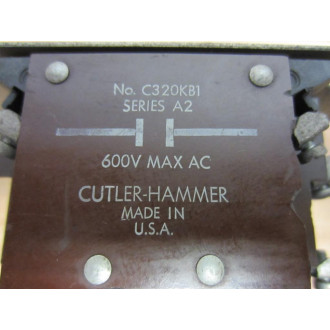 No. C320KB1
SERIES A2
600V MAX AC
CUTLER-HAMMER
MADE IN
U.S.A.